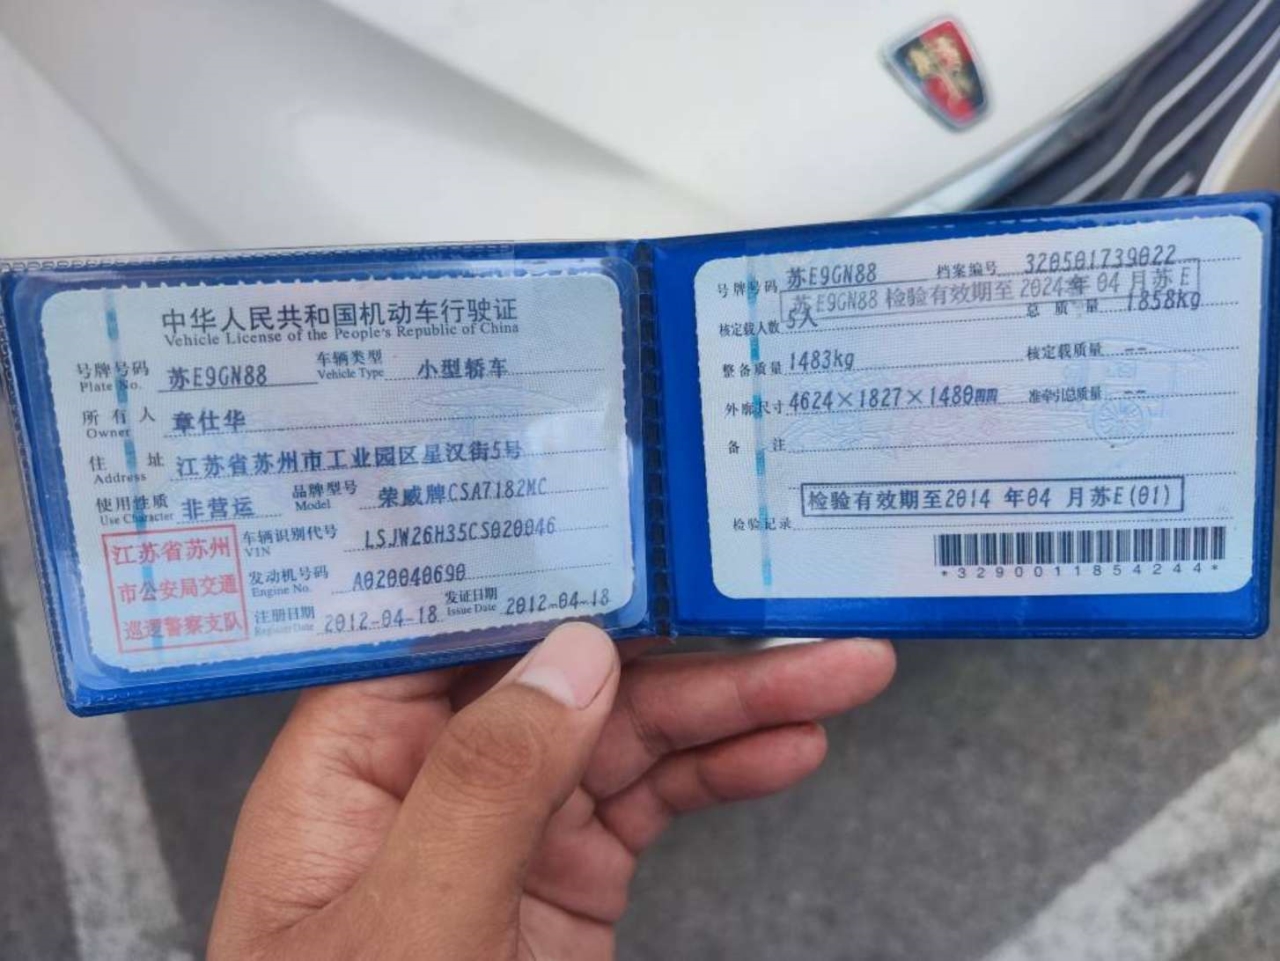 中华人民共和国机动车行驶证
Vehicle License of the People's Republic of China
号牌号码 苏E9GN88 车辆类型 小型轿车
Plate No. Vehicle Type
所有人 章仕华
Owner
住址 江苏省苏州市工业园区星汉街5号
Address
使用性质 非营运 品牌型号 荣威牌CSA7182MC
Use Character Model
江苏省苏州
市公安局交通
巡逻警察支队
车辆识别代号 LSJW26H35CS020046
VIN
发动机号码 A020040690
Engine No.
注册日期 2012-04-18 发证日期 2012-04-18
Register Date Issue Date
号牌号码 苏E9GN88 档案编号 320501739022
苏E9GN88 检验有效期至2024年04月苏E
核定载人数 5人 总质量 1858kg
整备质量 1483kg 核定载质量 --
外廓尺寸 4624×1827×1480mm 准牵引总质量 --
备注
检验有效期至2014年04月苏E(01)
检验记录
*3290011854244*